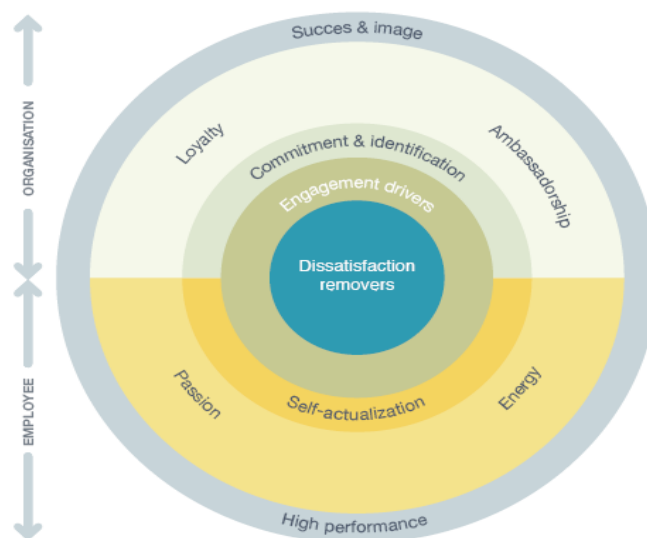 Succes & image
ORGANISATION
Loyalty
Ambassadorship
Commitment & identification
Engagement drivers
Dissatisfaction
removers
EMPLOYEE
Passion
Energy
Self-actualization
High performance